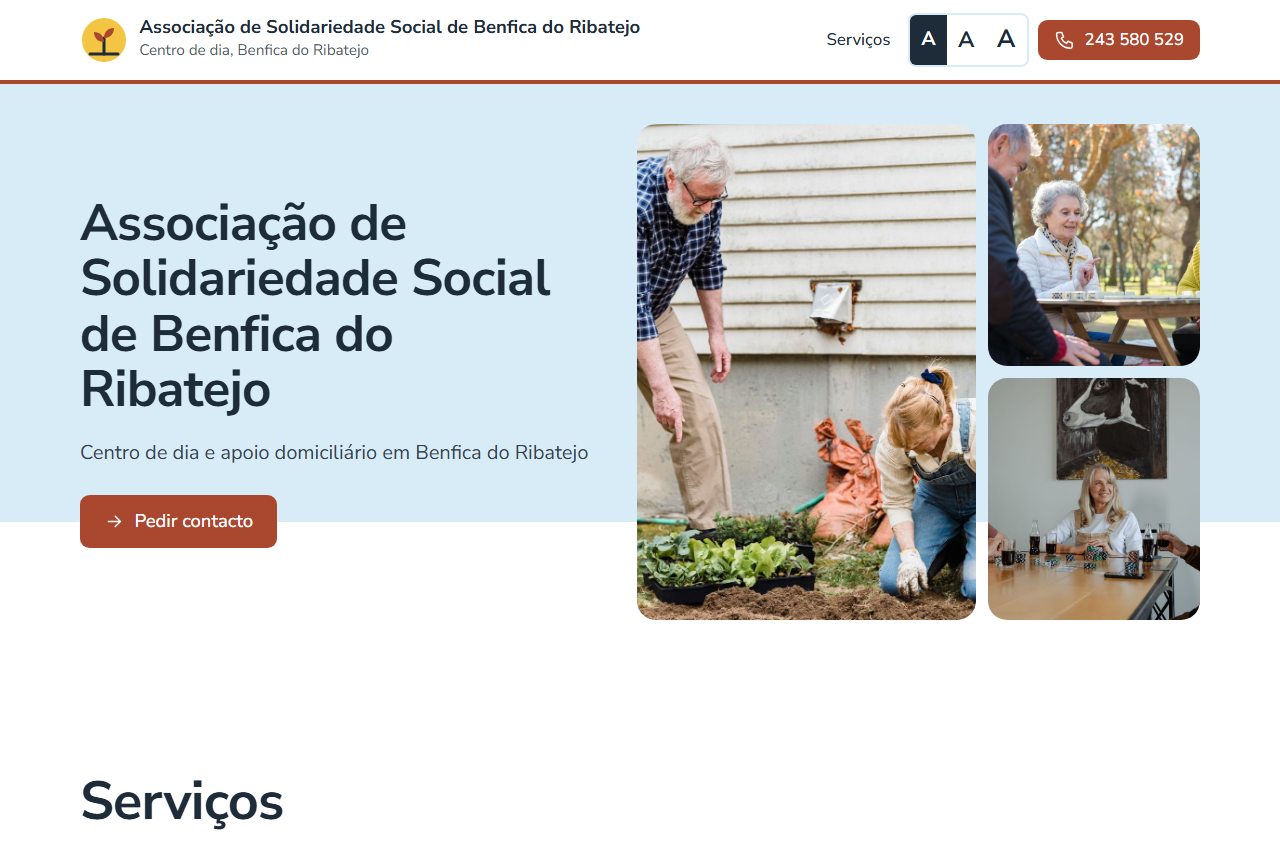 Associação de Solidariedade Social de Benfica do Ribatejo
Centro de dia, Benfica do Ribatejo
Serviços
A A A
243 580 529
Associação de
Solidariedade Social
de Benfica do
Ribatejo
Centro de dia e apoio domiciliário em Benfica do Ribatejo
Pedir contacto
Serviços